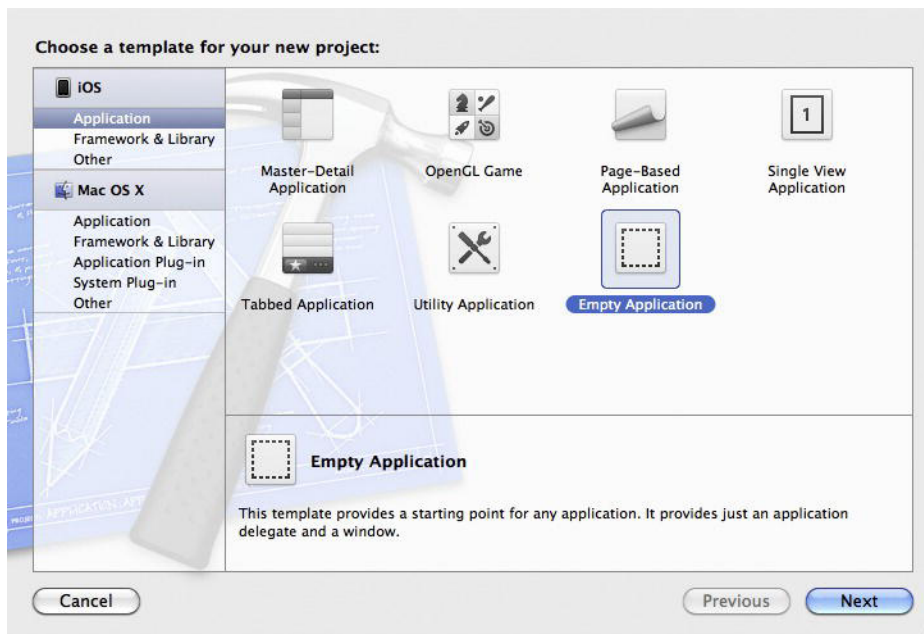 Choose a template for your new project:
iOS
Application
Framework & Library
Other
Mac OS X
Application
Framework & Library
Application Plug-in
System Plug-in
Other
Master-Detail
Application
OpenGL Game
Page-Based
Application
1
Single View
Application
Tabbed Application
Utility Application
Empty Application
Empty Application
This template provides a starting point for any application. It provides just an application
delegate and a window.
Cancel
Previous
Next